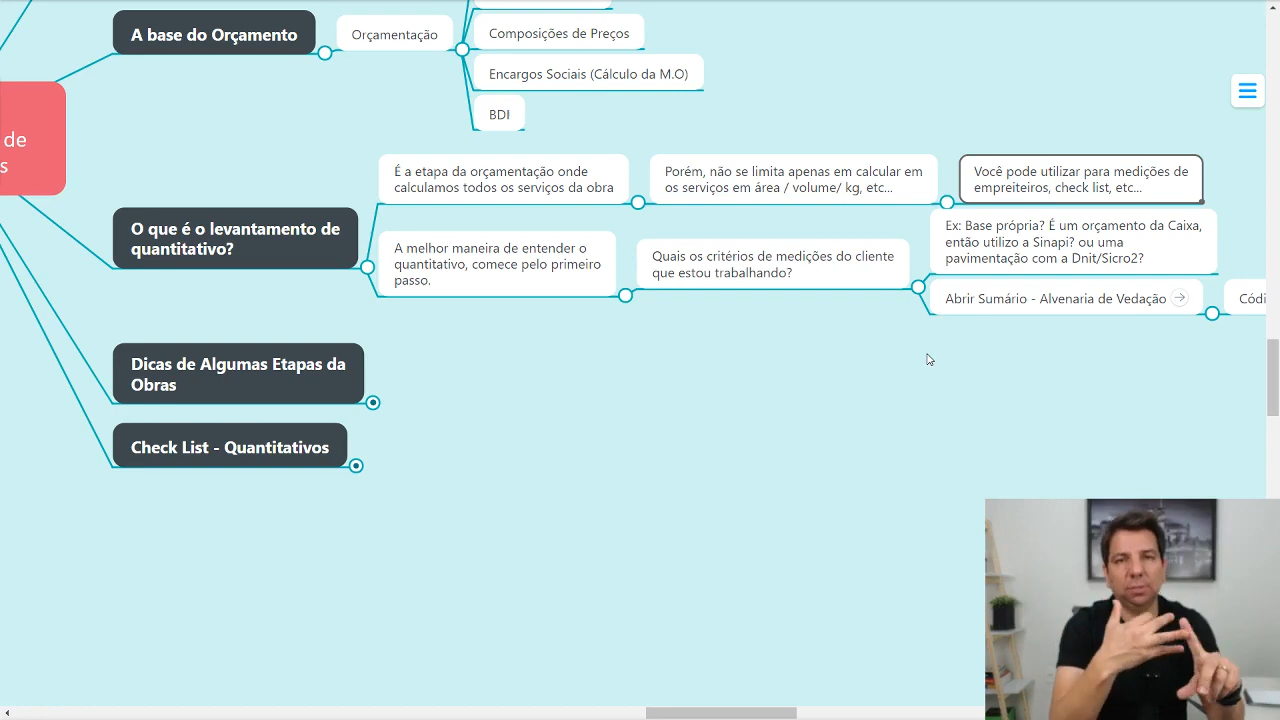 A base do Orçamento
Orçamentação
Composições de Preços
Encargos Sociais (Cálculo da M.O)
BDI
de
s
O que é o levantamento de
quantitativo?
É a etapa da orçamentação onde
calculamos todos os serviços da obra
Porém, não se limita apenas em calcular em
os serviços em área / volume/ kg, etc...
Você pode utilizar para medições de
empreiteiros, check list, etc...
A melhor maneira de entender o
quantitativo, comece pelo primeiro
passo.
Quais os critérios de medições do cliente
que estou trabalhando?
Ex: Base própria? É um orçamento da Caixa,
então utilizo a Sinapi? ou uma
pavimentação com a Dnit/Sicro2?
Abrir Sumário - Alvenaria de Vedação
Códi
Dicas de Algumas Etapas da
Obras
Check List - Quantitativos